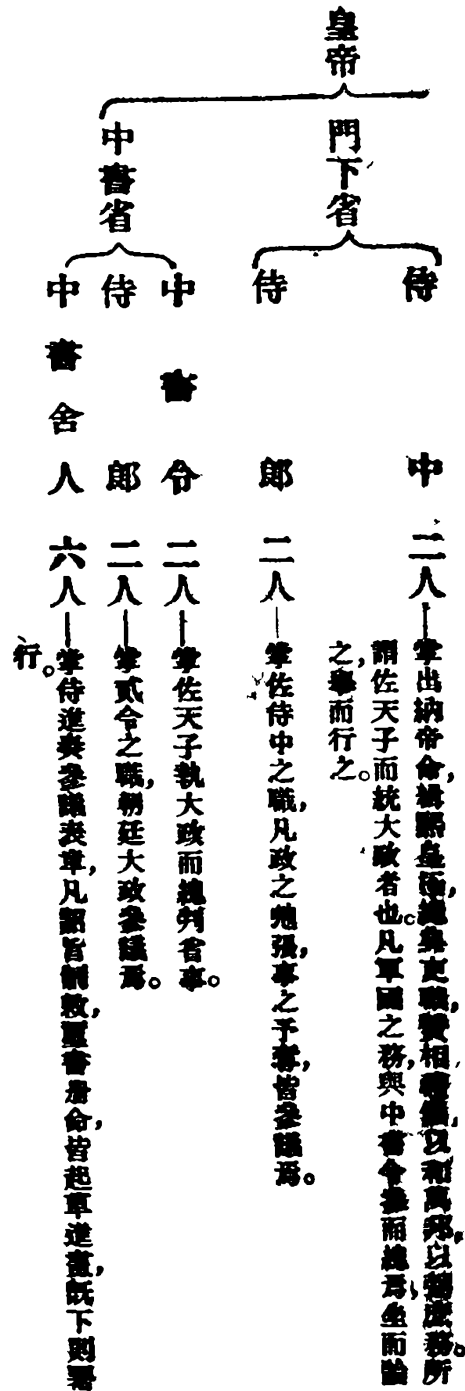 皇帝
門下省
侍中二人—掌出納帝命,緝熙皇極,總典吏職,贊相禮儀,以和萬邦,以弼庶務。所
謂佐天子而統大政者也。凡軍國之務,與中書令參而總焉,坐而論
之,舉而行之。
侍郎二人—掌佐侍中之職,凡政之弛張,事之予奪,皆參議焉。
中書省
中書令二人—掌佐天子執大政而總判省事。
侍郎二人—掌貳令之職,朝廷大政參議焉。
中書舍人六人—掌侍進奏參議表章,凡詔旨制敕,璽書册命,皆起草進畫,既下則署
行。